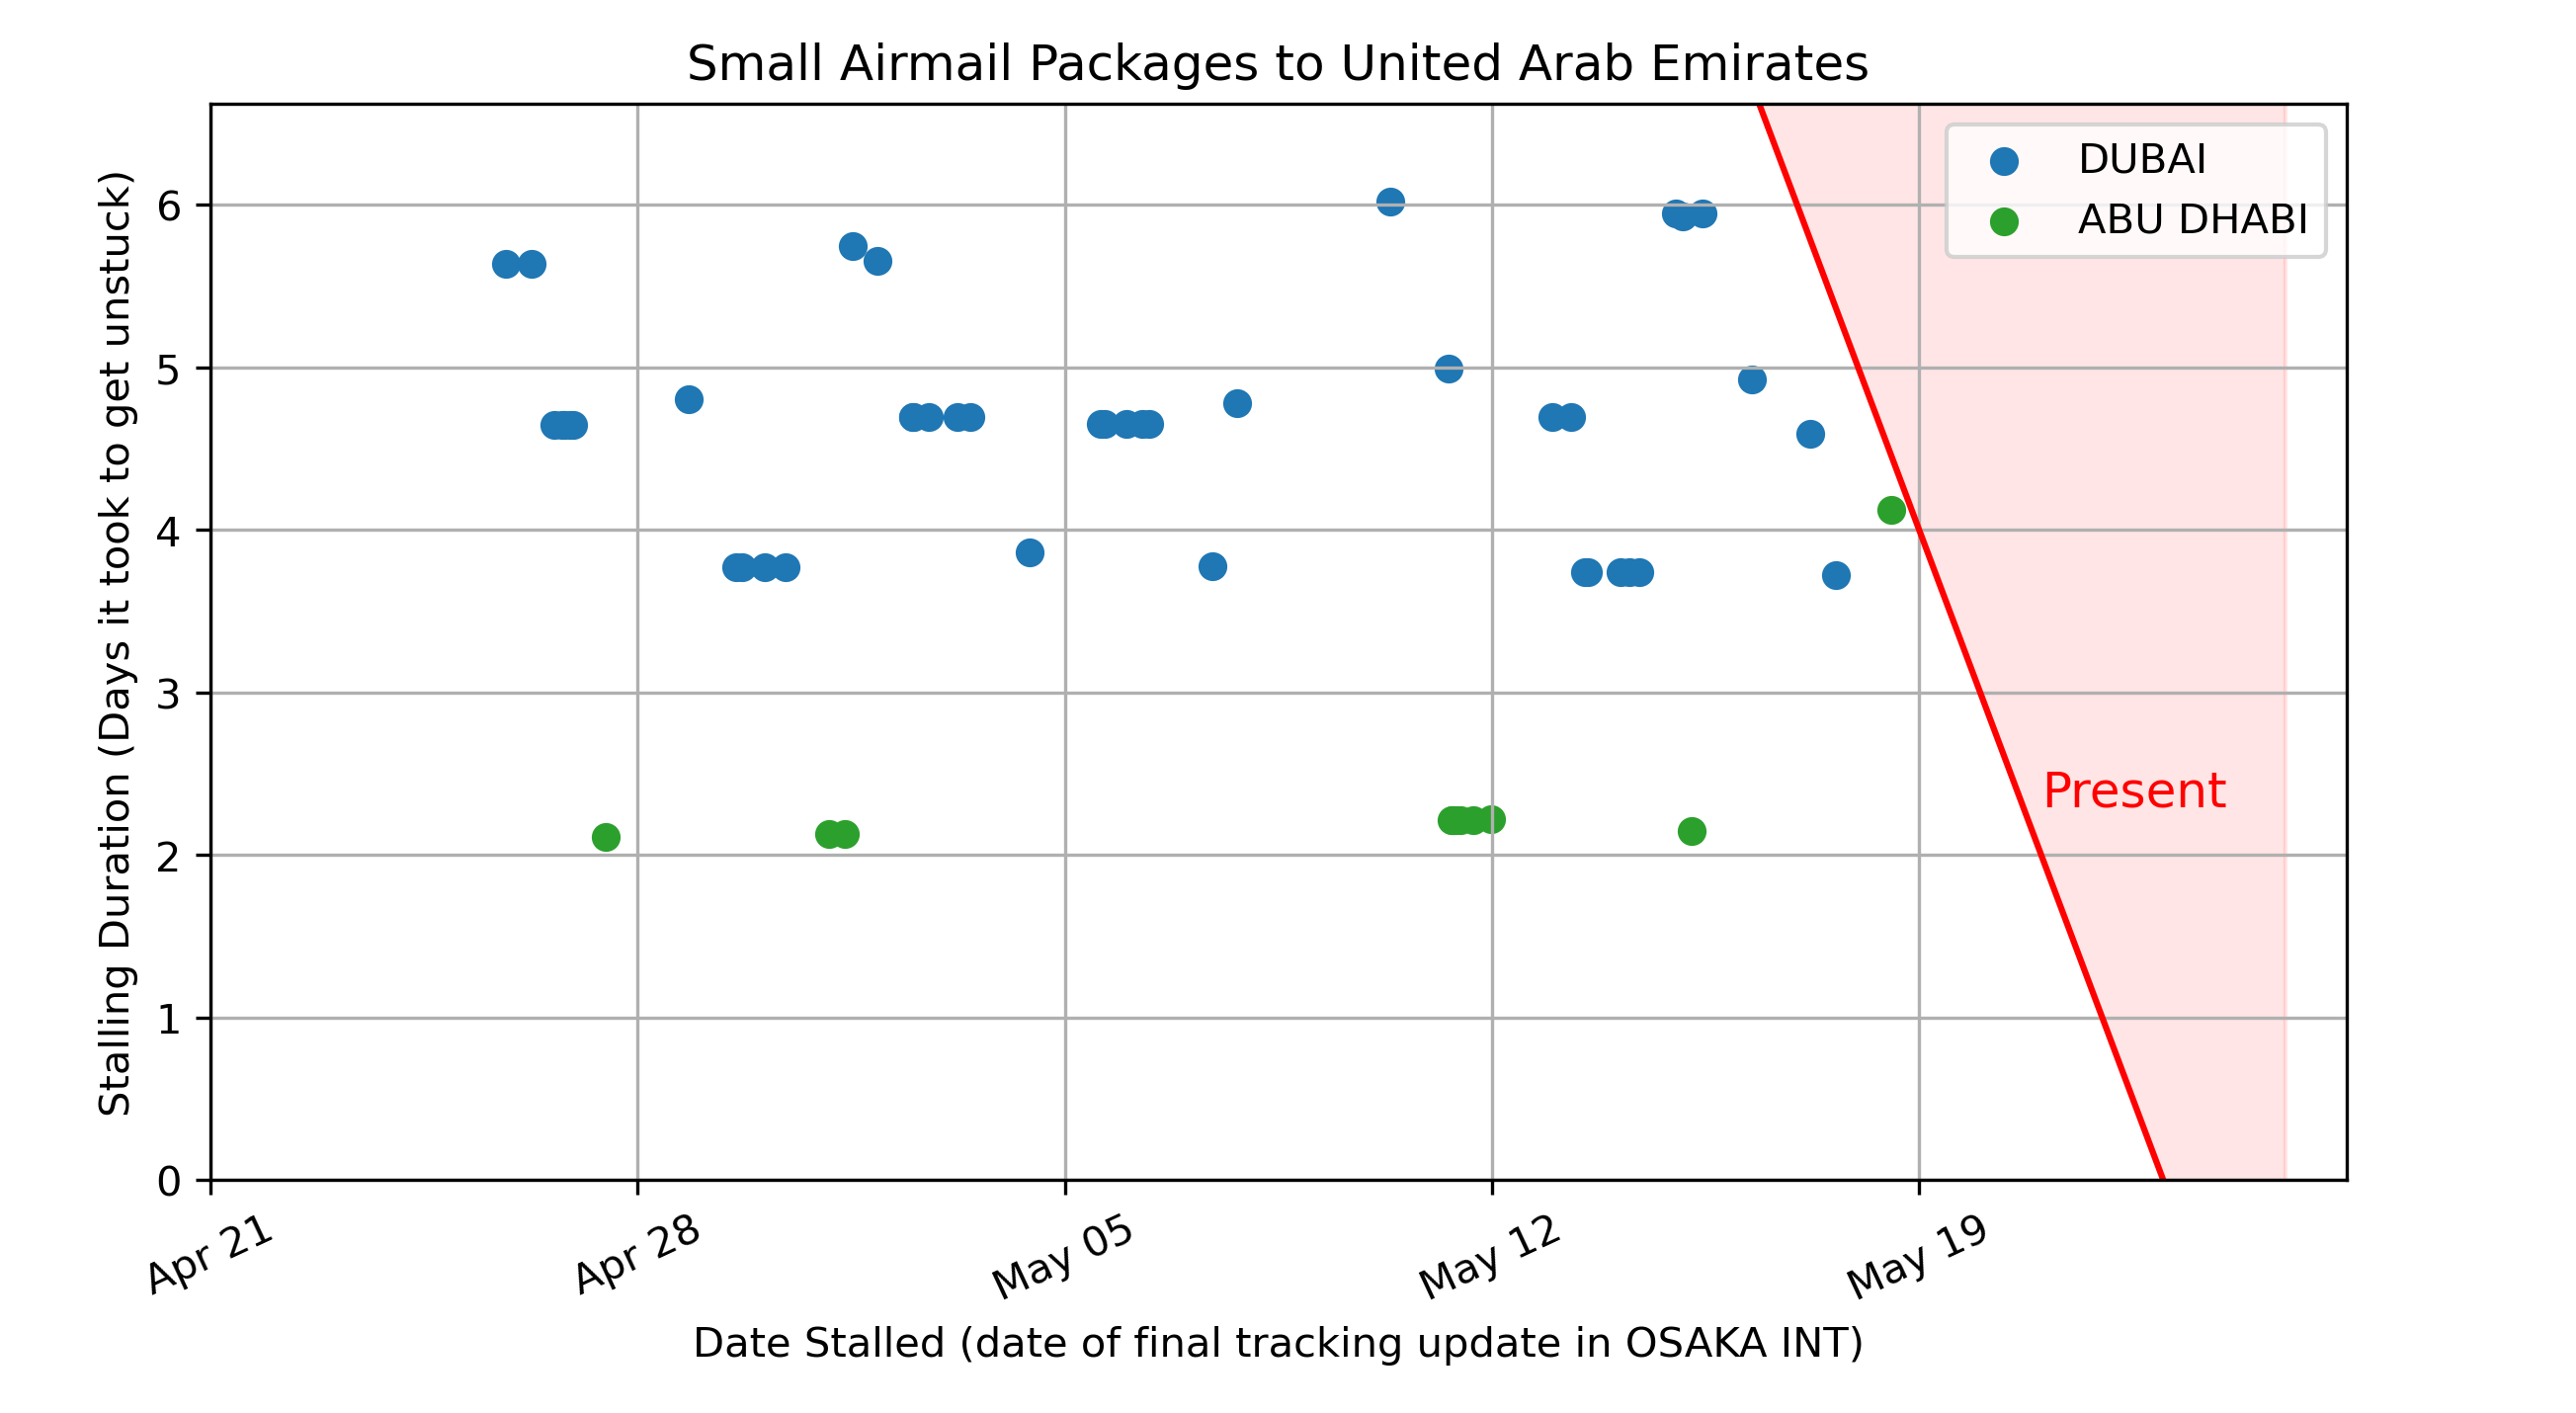 Small Airmail Packages to United Arab Emirates
Stalling Duration (Days it took to get unstuck)
6
5
4
3
2
1
0
DUBAI
ABU DHABI
Present
Apr 21
Apr 28
May 05
May 12
May 19
Date Stalled (date of final tracking update in OSAKA INT)